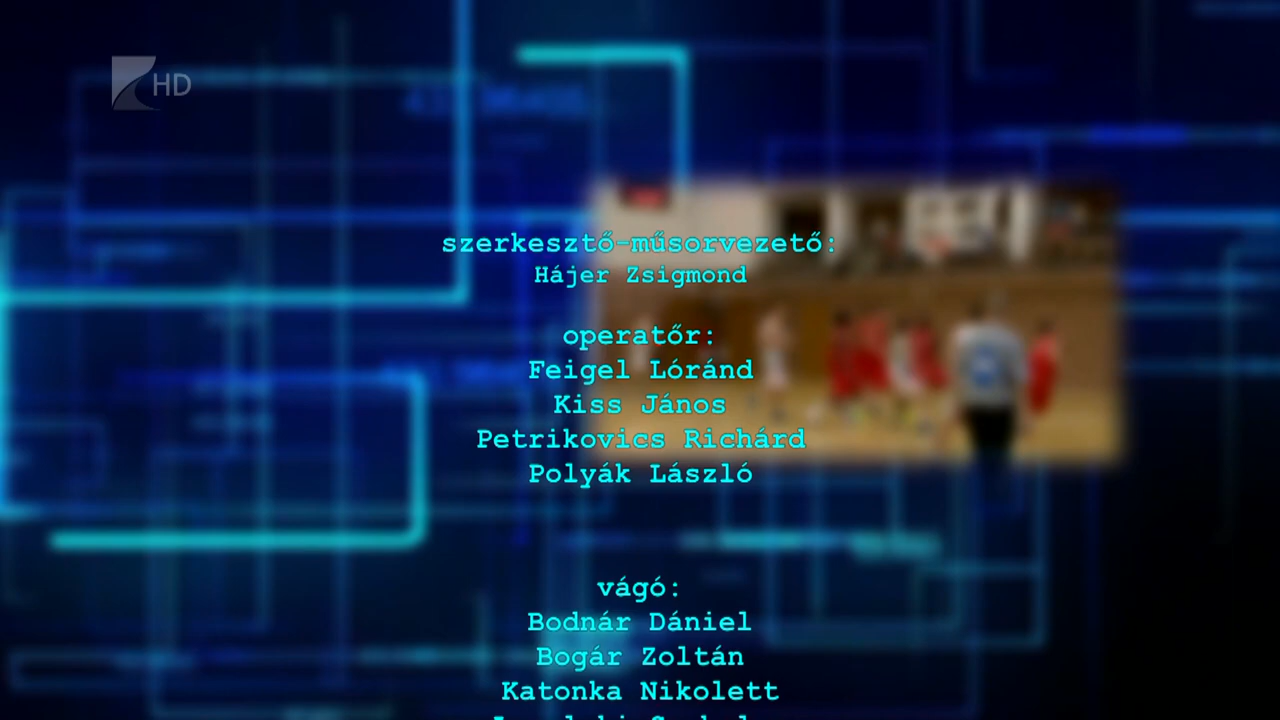 HD
szerkesztő-műsorvezető:
Hájer Zsigmond
operatőr:
Feigel Lóránd
Kiss János
Petrikovics Richárd
Polyák László
vágó:
Bodnár Dániel
Bogár Zoltán
Katonka Nikolett